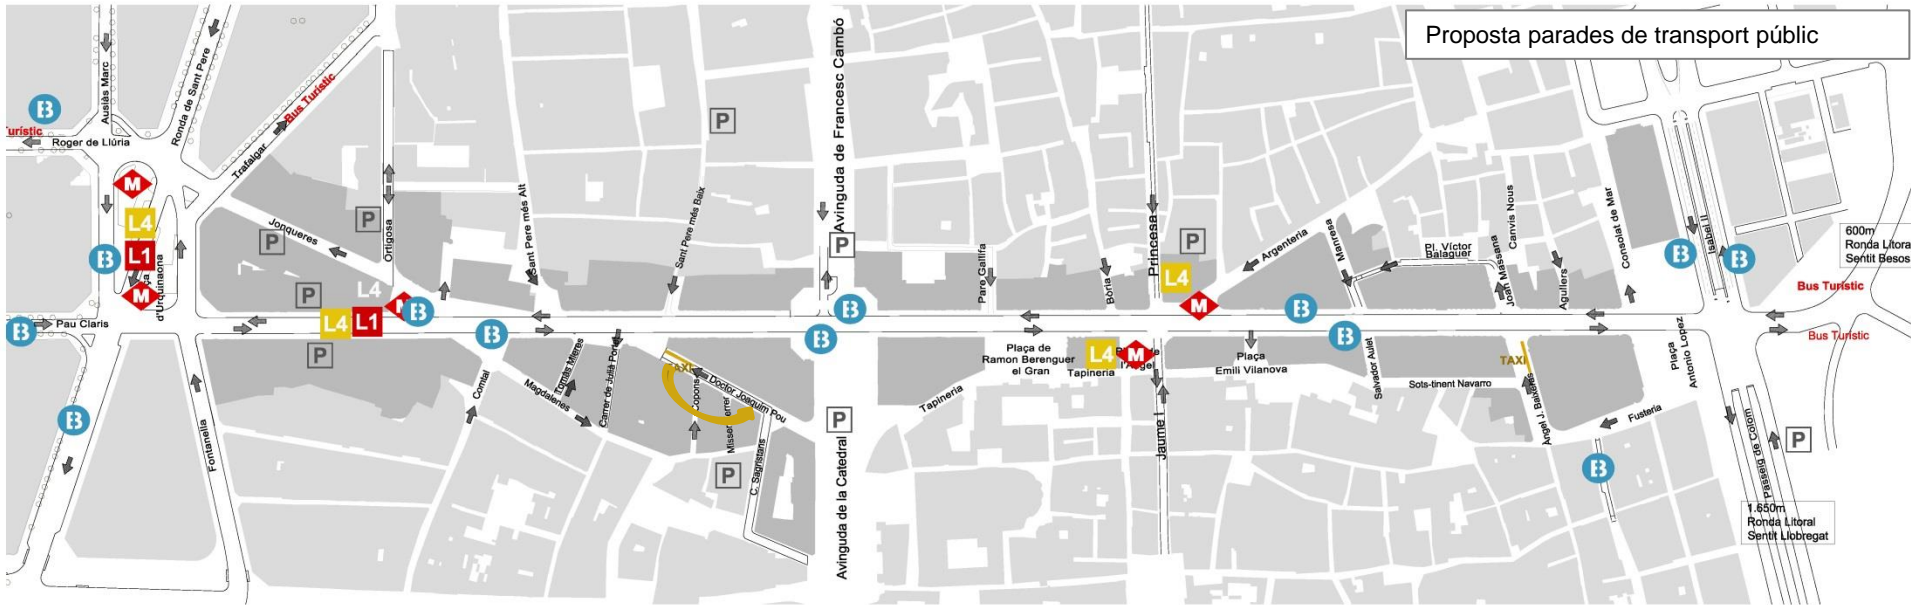 Proposta parades de transport públic
Ausiàs Marc
Ronda de Sant Pere
Turístic
Roger de Llúria
Trafalgar
Bus Turístic
M
L4
L1
M
d'Urquinaona
Pau Claris
Fontanella
Jonqueres
Ortigosa
P
P
P
P
L4
L4
L1
M
Sant Pere més Alt
Sant Pere més Baix
P
Comtal
Tomàs Mieres
Magdalenes
Carrer de Julià Portet
TAXI
Copons
Misser Ferrer
Doctor Joaquim Pou
C. Sagristans
P
Avinguda de Francesc Cambó
P
P
Avinguda de la Catedral
Pare Gallifa
Bòria
Princesa
P
L4
M
Plaça de
Ramon Berenguer
el Gran
Tapineria
Tapineria
L4
M
l'Àngel
Jaume I
Argenteria
Manresa
Pl. Víctor
Balaguer
Joan Massana
Canvis Nous
Agullers
Consolat de Mar
Isabel II
Plaça
Emili Vilanova
Salvador Aulet
Sots-tinent Navarro
TAXI
Àngel J. Baixeras
Fusteria
Plaça
Antonio López
Passeig de Colom
P
600m
Ronda Litora
Sentit Besos
Bus Turístic
Bus Turístic
1.650m
Ronda Litoral
Sentit Llobregat